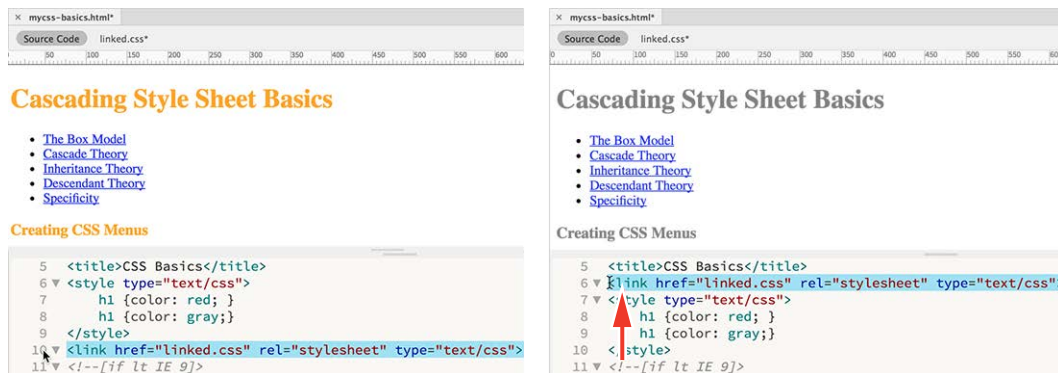 × mycss-basics.html*
Source Code linked.css*
50 100 150 200 250 300 350 400 450 500 550 600
Cascading Style Sheet Basics
• The Box Model
• Cascade Theory
• Inheritance Theory
• Descendant Theory
• Specificity
Creating CSS Menus
5 <title>CSS Basics</title>
6 ▼ <style type="text/css">
7 h1 {color: red; }
8 h1 {color: gray;}
9 </style>
10 ▼ <link href="linked.css" rel="stylesheet" type="text/css">
11 ▼ <!--[if lt IE 9]>
× mycss-basics.html*
Source Code linked.css*
0 50 100 150 200 250 300 350 400 450 500 550 60
Cascading Style Sheet Basics
• The Box Model
• Cascade Theory
• Inheritance Theory
• Descendant Theory
• Specificity
Creating CSS Menus
5 <title>CSS Basics</title>
6 ▼ <link href="linked.css" rel="stylesheet" type="text/css"
7 ▼ <style type="text/css">
8 h1 {color: red; }
9 h1 {color: gray;}
10 </style>
11 ▼ <!--[if lt IE 9]>